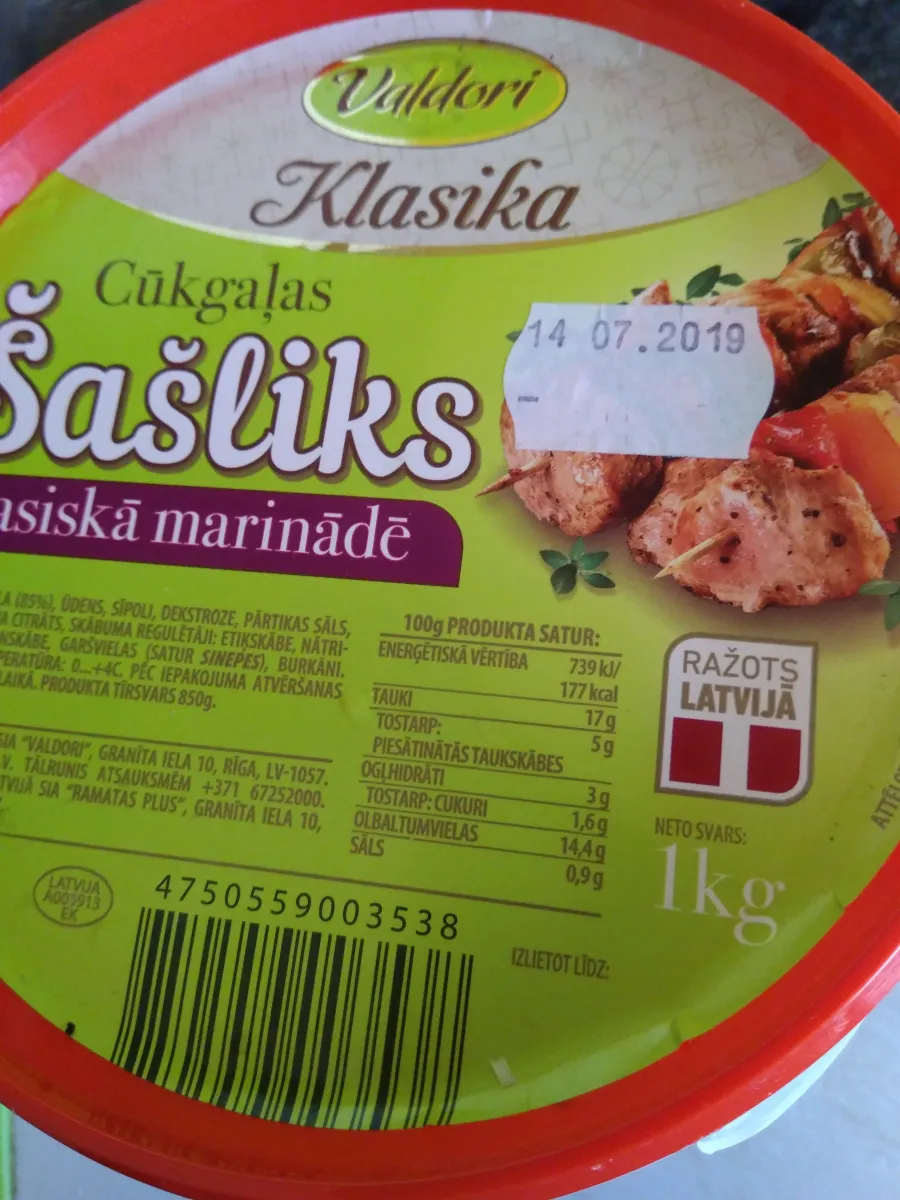 Valdori
Klasika
Cūkgaļas
Šašliks
14 07.2019
asiskā marinādē
LA (85%), ŪDENS, SĪPOLI, DEKSTROZE, PĀRTIKAS SĀLS,
A CITRĀTS, SKĀBUMA REGULĒTĀJI: ETIĶSKĀBE, NĀTRI-
NSKĀBE, GARŠVIELAS (SATUR SINEPES), BURKĀNI.
PERATŪRA: 0...+4C. PĒC IEPAKOJUMA ATVĒRŠANAS
LAIKĀ. PRODUKTA TĪRSVARS 850g.
SIA "VALDORI", GRANĪTA IELA 10, RĪGA, LV-1057.
V. TĀLRUNIS ATSAUKSMĒM +371 67252000.
TVIJĀ SIA "RAMATAS PLUS", GRANĪTA IELA 10,
100g PRODUKTA SATUR:
ENERĢĒTISKĀ VĒRTĪBA 739 kJ/
177 kcal
TAUKI 17 g
TOSTARP: 5 g
PIESĀTINĀTĀS TAUKSKĀBES
OGĻHIDRĀTI 3 g
TOSTARP: CUKURI 1,6 g
OLBALTUMVIELAS 14,4 g
SĀLS 0,9 g
RAŽOTS
LATVIJĀ
NETO SVARS:
1kg
LATVIJA
A003913
EK
4750559003538
IZLIETOT LĪDZ: